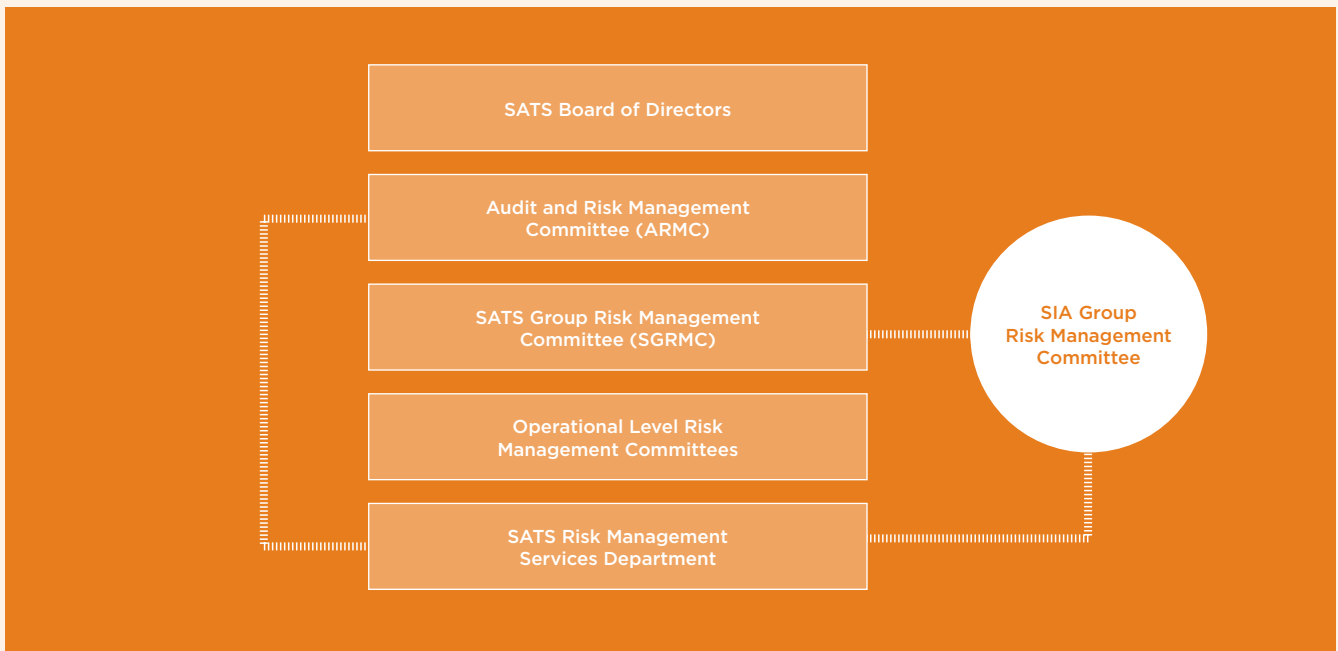 SATS Board of Directors
Audit and Risk Management
Committee (ARMC)
SATS Group Risk Management
Committee (SGRMC)
SIA Group
Risk Management
Committee
Operational Level Risk
Management Committees
SATS Risk Management
Services Department